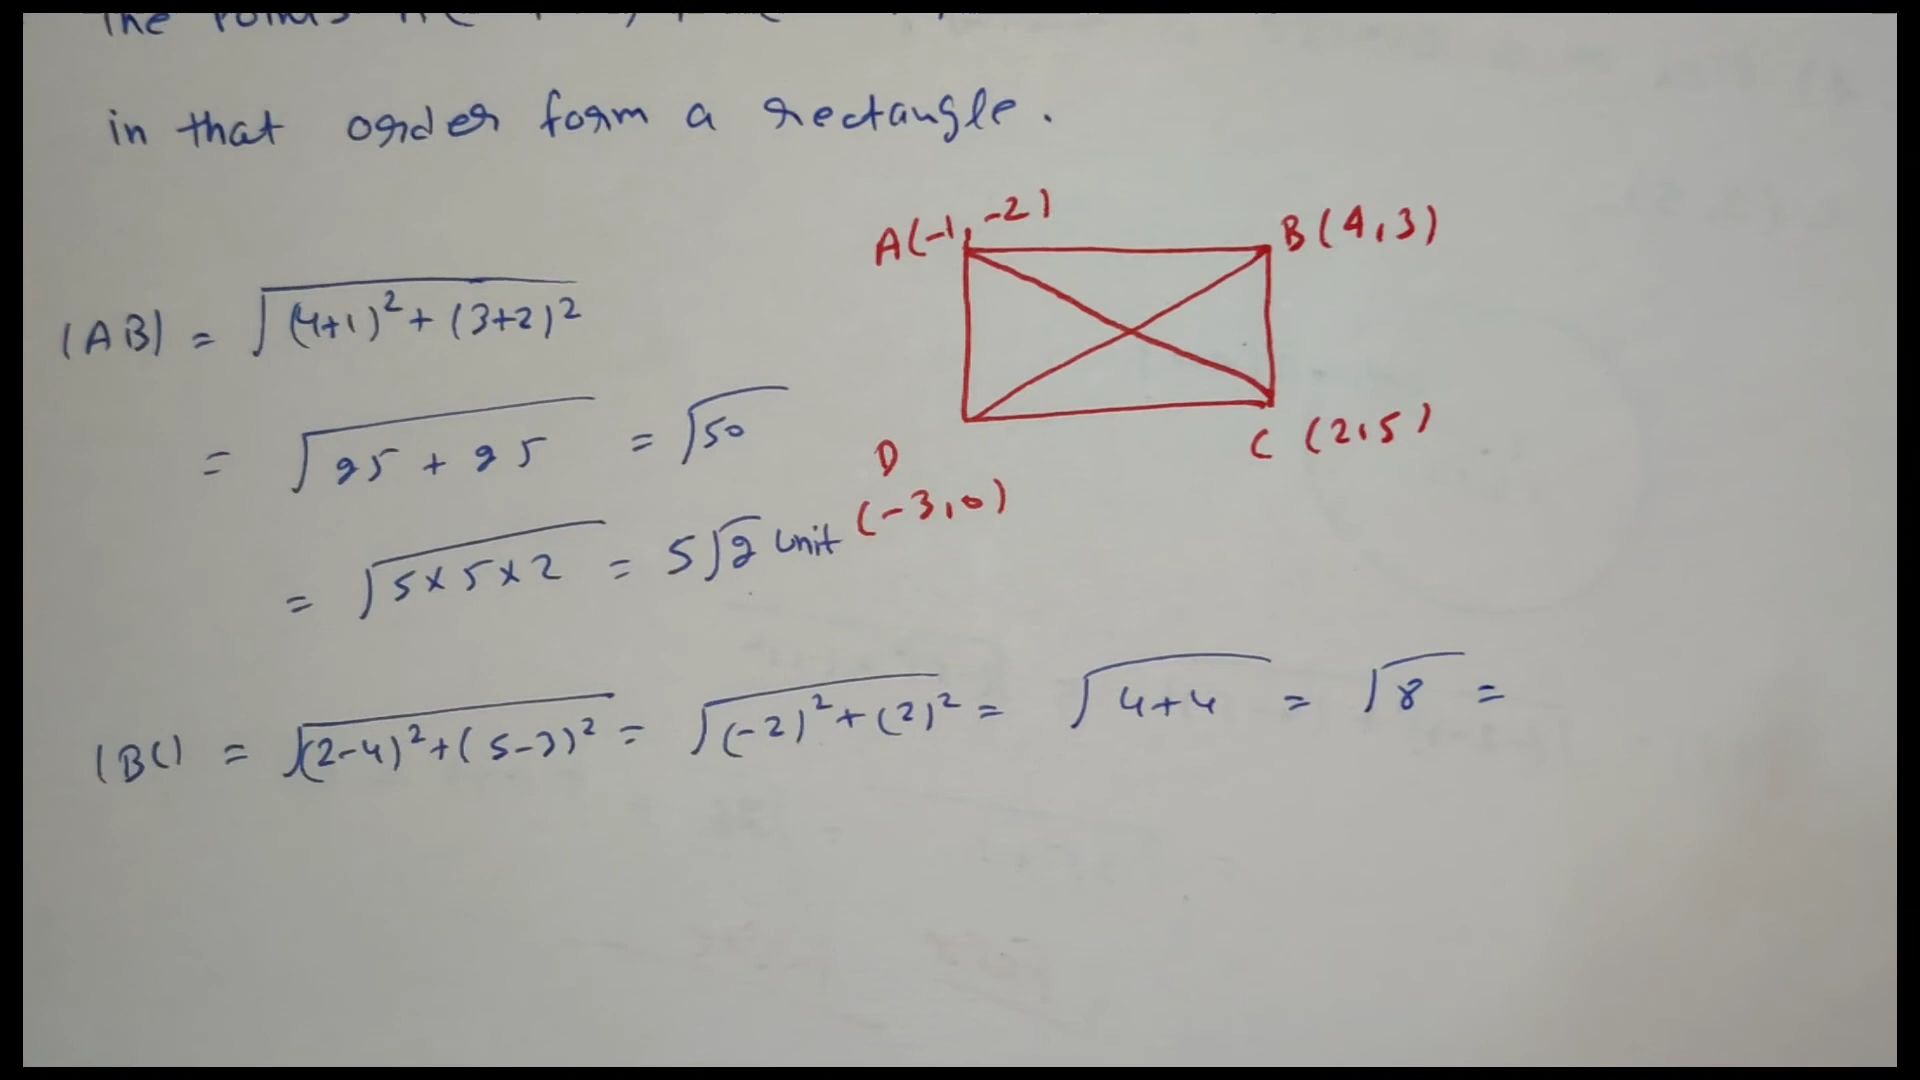 The Points A(
in that order form a rectangle.
A(-1, -2)
B(4,3)
|AB| = √(4+1)²+(3+2)²
= √25+25 = √50
D
C (2,5)
(-3,0)
= √5×5×2 = 5√2 unit
|BC| = √(2-4)²+(5-3)² = √(-2)²+(2)² = √4+4 = √8 =